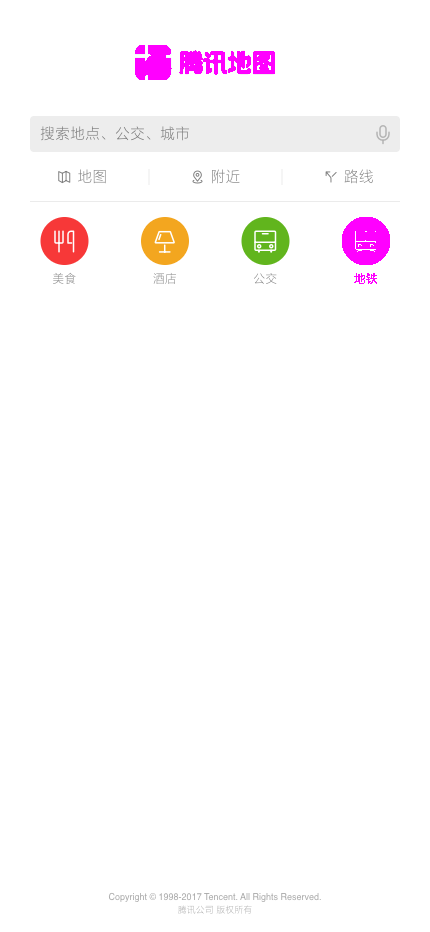 腾讯地图
搜索地点、公交、城市
地图 附近 路线
美食 酒店 公交 地铁
Copyright © 1998-2017 Tencent. All Rights Reserved.
腾讯公司 版权所有